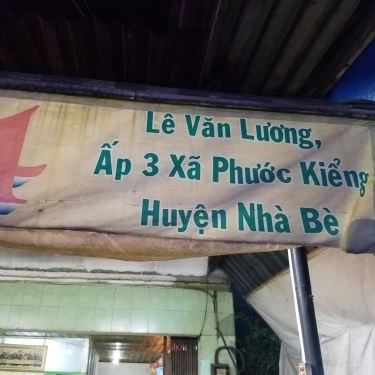 Lê Văn Lương,
Ấp 3 Xã Phước Kiểng
Huyện Nhà Bè